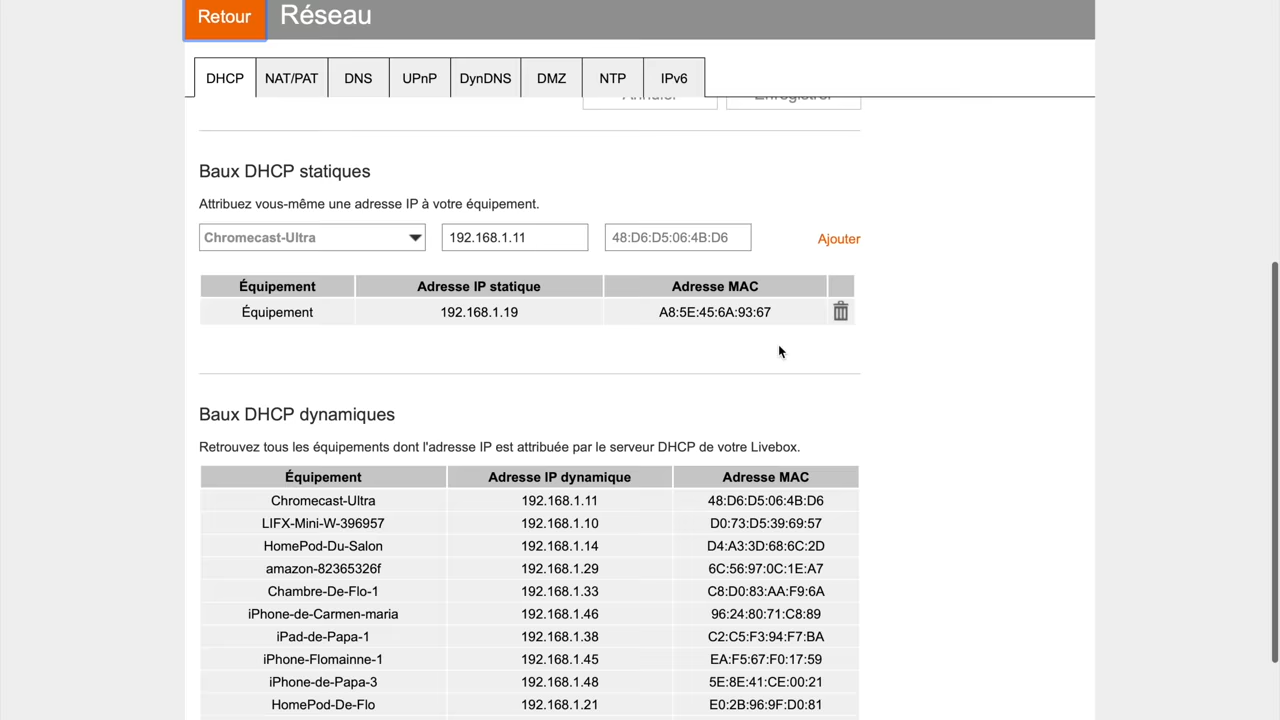 Retour Réseau
DHCP NAT/PAT DNS UPnP DynDNS DMZ NTP IPv6
Annuler Enregistrer
Baux DHCP statiques
Attribuez vous-même une adresse IP à votre équipement.
Chromecast-Ultra 192.168.1.11 48:D6:D5:06:4B:D6 Ajouter
Équipement Adresse IP statique Adresse MAC
Équipement 192.168.1.19 A8:5E:45:6A:93:67
Baux DHCP dynamiques
Retrouvez tous les équipements dont l'adresse IP est attribuée par le serveur DHCP de votre Livebox.
Équipement Adresse IP dynamique Adresse MAC
Chromecast-Ultra 192.168.1.11 48:D6:D5:06:4B:D6
LIFX-Mini-W-396957 192.168.1.10 D0:73:D5:39:69:57
HomePod-Du-Salon 192.168.1.14 D4:A3:3D:68:6C:2D
amazon-82365326f 192.168.1.29 6C:56:97:0C:1E:A7
Chambre-De-Flo-1 192.168.1.33 C8:D0:83:AA:F9:6A
iPhone-de-Carmen-maria 192.168.1.46 96:24:80:71:C8:89
iPad-de-Papa-1 192.168.1.38 C2:C5:F3:94:F7:BA
iPhone-Flomainne-1 192.168.1.45 EA:F5:67:F0:17:59
iPhone-de-Papa-3 192.168.1.48 5E:8E:41:CE:00:21
HomePod-De-Flo 192.168.1.21 E0:2B:96:9F:D0:81